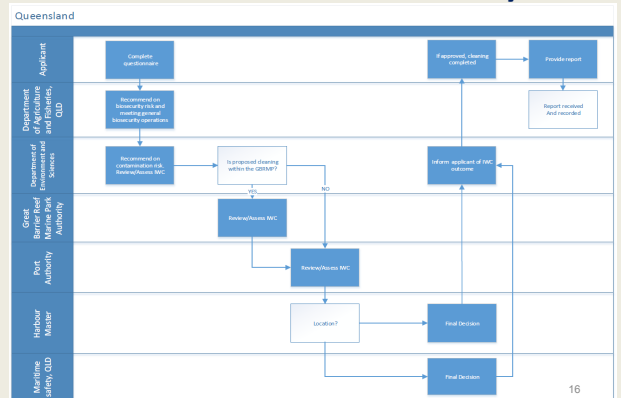 Queensland
Applicant
Complete
questionnaire
If approved, cleaning
completed
Provide report
Department
of Agriculture
and Fisheries,
QLD
Recommend on
biosecurity risk and
meeting general
biosecurity operations
Report received
And recorded
Department of
Environment and
Sciences
Recommend on
contamination risk.
Review/Assess IWC
Is proposed cleaning
within the GBRMP?
Inform applicant of IWC
outcome
YES
NO
Great
Barrier Reef
Marine Park
Authority
Review/Assess IWC
Port
Authority
Review/Assess IWC
Harbour
Master
Location?
Final Decision
Maritime
safety, QLD
Final Decision
16